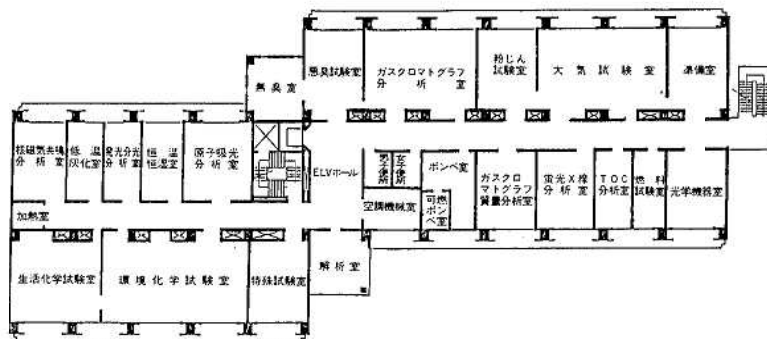 悪臭試験室
ガスクロマトグラフ
分析室
粉じん
試験室
大気試験室
準備室
無臭室
核磁気共鳴
分析室
低温
灰化室
発光分光
分析室
恒温
恒湿室
原子吸光
分析室
ELVホール
男子便所
女子便所
ボンベ室
可燃
ボン
ベ室
空調機械室
ガスクロ
マトグラフ
質量分析室
蛍光X線
分析室
TOC
分析室
燃料
試験室
光学機器室
加熱室
生活化学試験室
環境化学試験室
特殊試験室
解析室